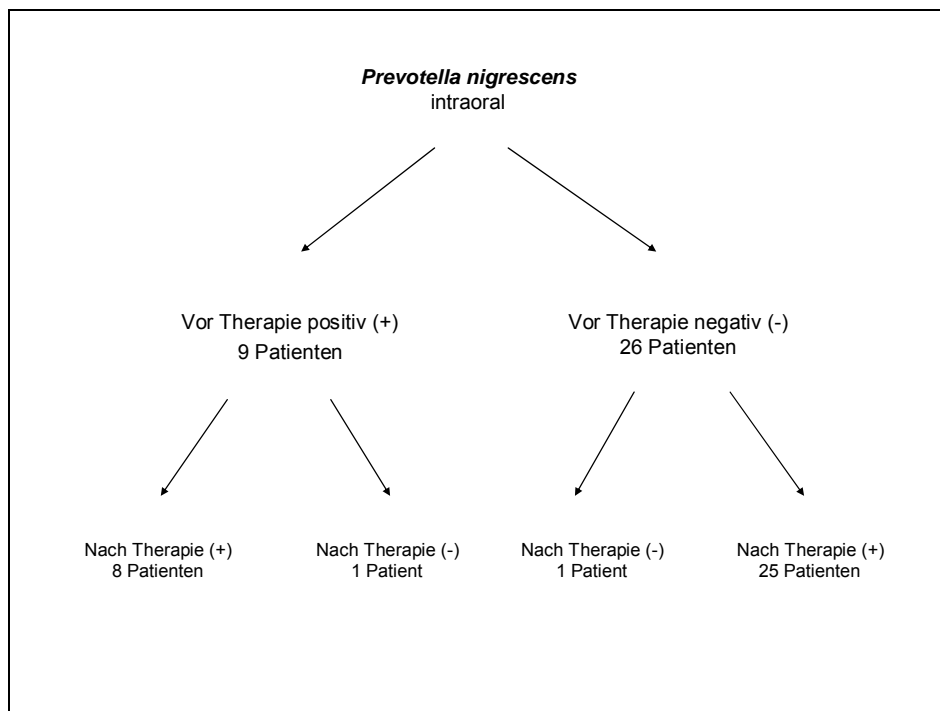 Prevotella nigrescens
intraoral
Vor Therapie positiv (+)
9 Patienten
Vor Therapie negativ (-)
26 Patienten
Nach Therapie (+)
8 Patienten
Nach Therapie (-)
1 Patient
Nach Therapie (-)
1 Patient
Nach Therapie (+)
25 Patienten